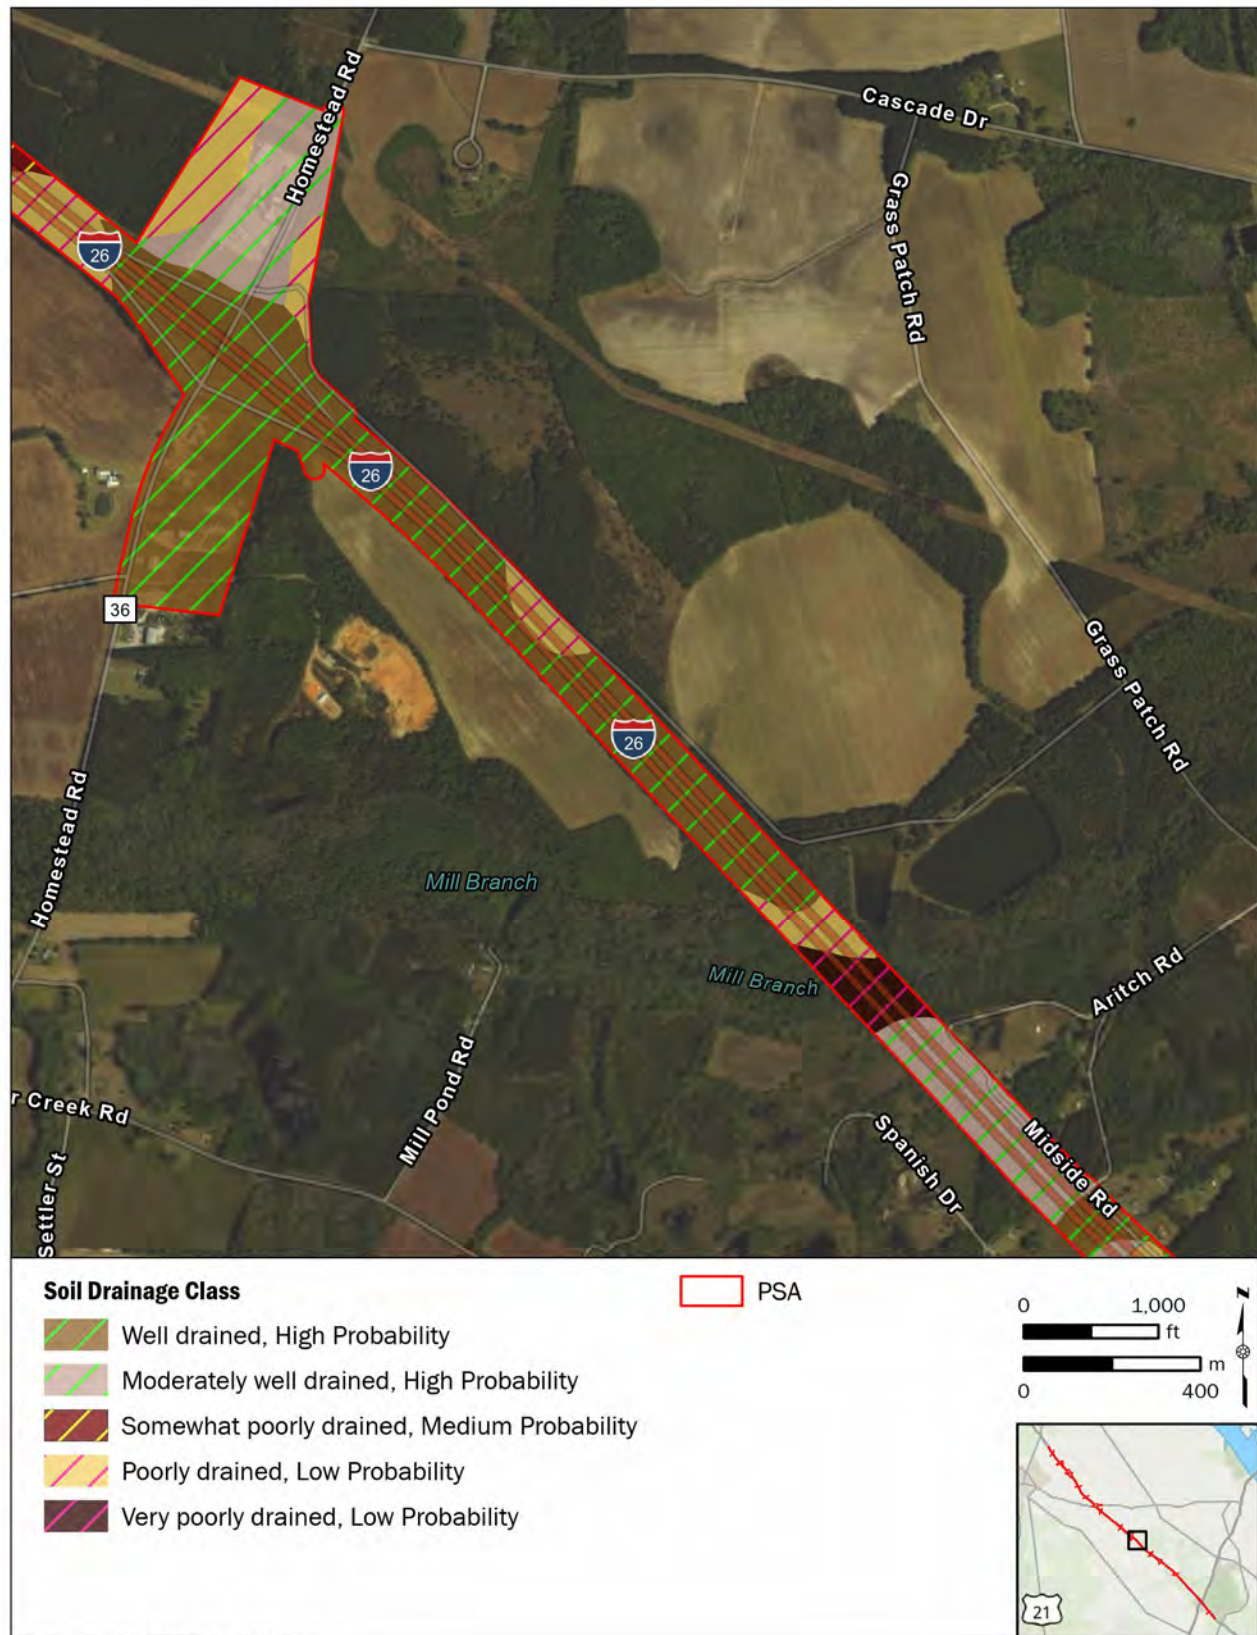 Homestead Rd
Cascade Dr
Grass Patch Rd
26
26
36
Grass Patch Rd
26
Homestead Rd
Mill Branch
Mill Branch
Aritch Rd
Mill Pond Rd
r Creek Rd
Settler St
Spanish Dr
Midside Rd
Soil Drainage Class
Well drained, High Probability
Moderately well drained, High Probability
Somewhat poorly drained, Medium Probability
Poorly drained, Low Probability
Very poorly drained, Low Probability
PSA
0 1,000
ft
m
0 400
N
21